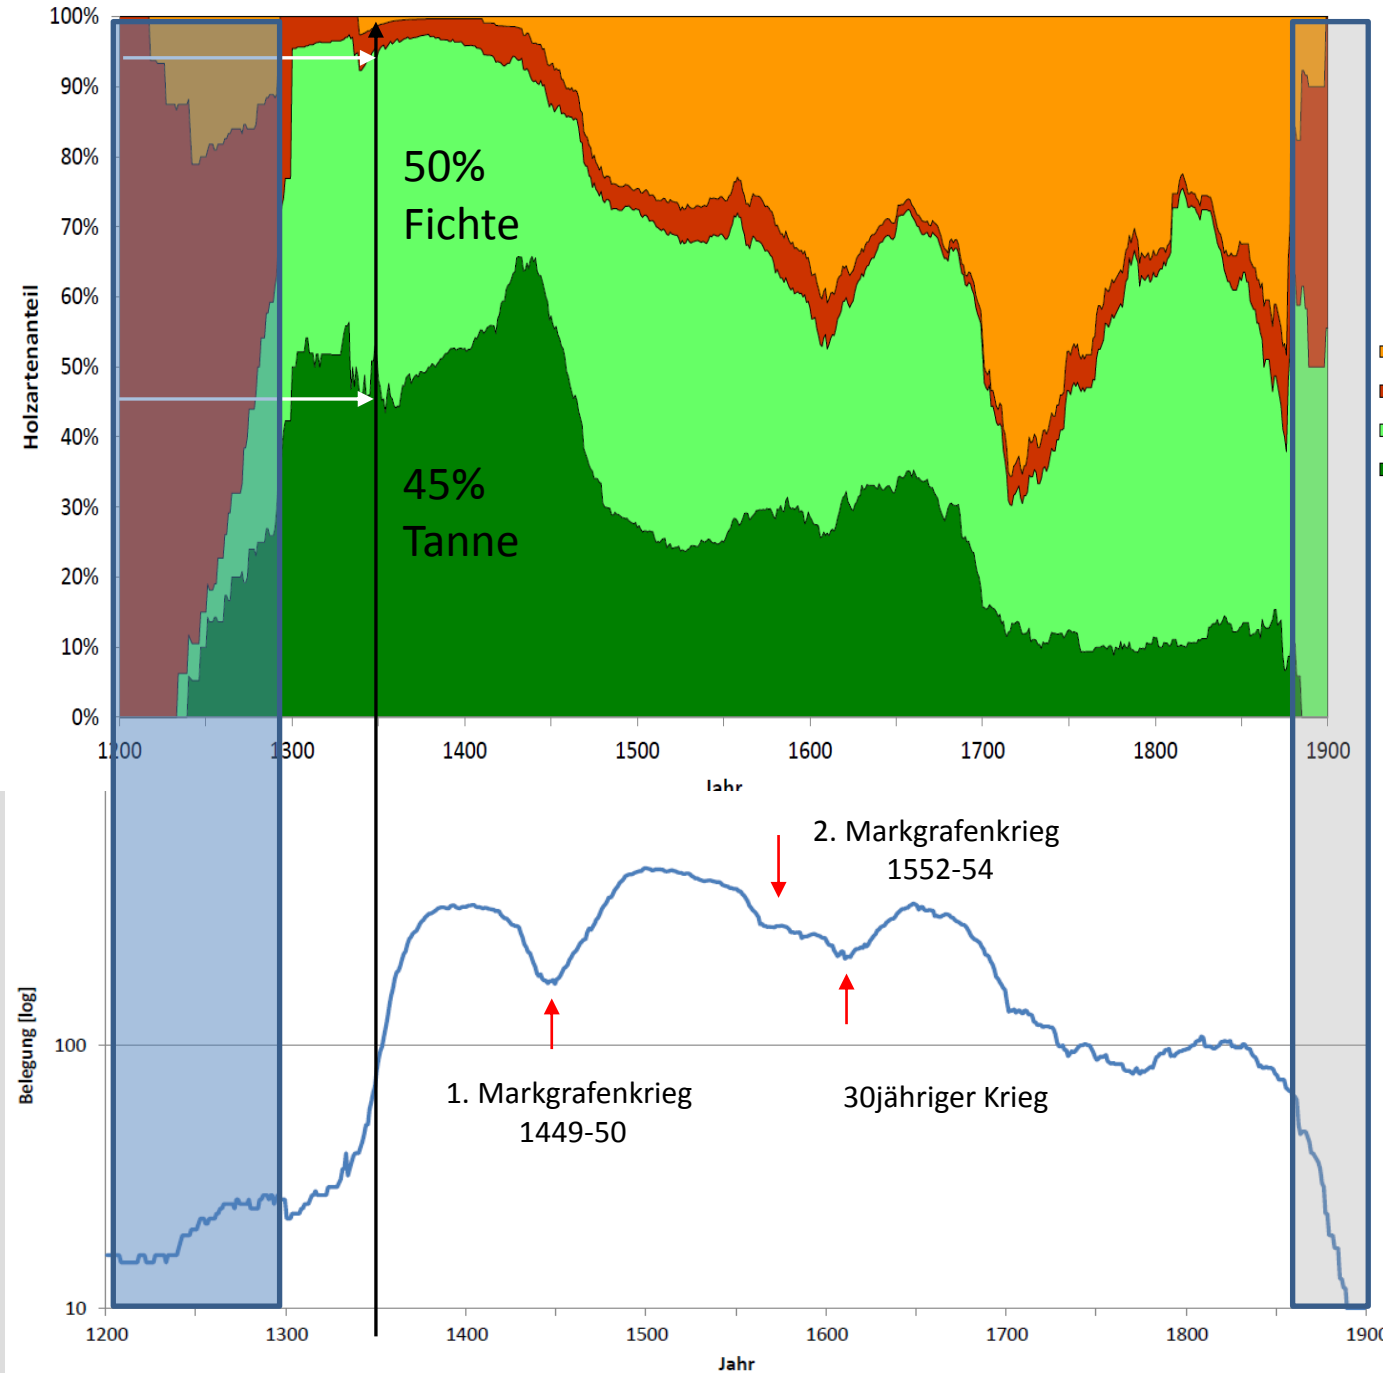 100%
90%
80%
70%
60%
50%
40%
30%
20%
10%
0%
Holzartenanteil
50%
Fichte
45%
Tanne
1200 1300 1400 1500 1600 1700 1800 1900
Jahr
2. Markgrafenkrieg
1552-54
1. Markgrafenkrieg
1449-50
30jähriger Krieg
Belegung [log]
100
10
1200 1300 1400 1500 1600 1700 1800 1900
Jahr